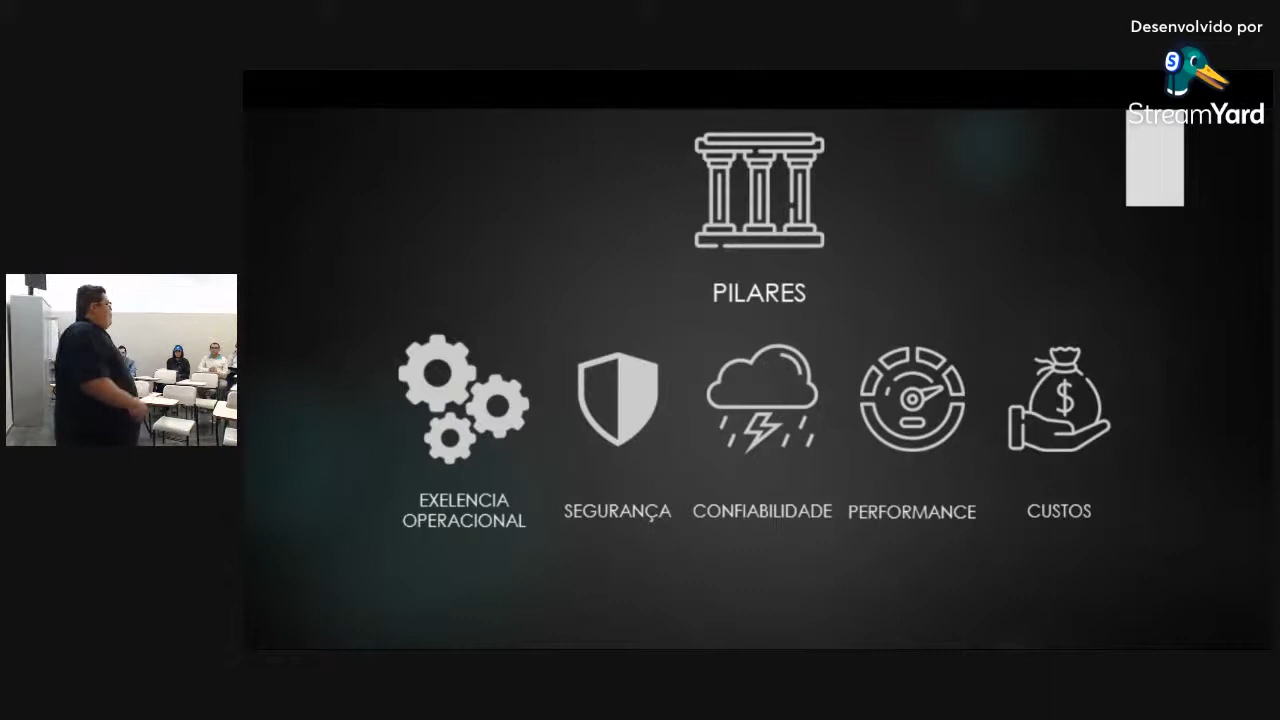 Desenvolvido por
StreamYard
PILARES
EXELENCIA
OPERACIONAL
SEGURANÇA
CONFIABILIDADE
PERFORMANCE
CUSTOS